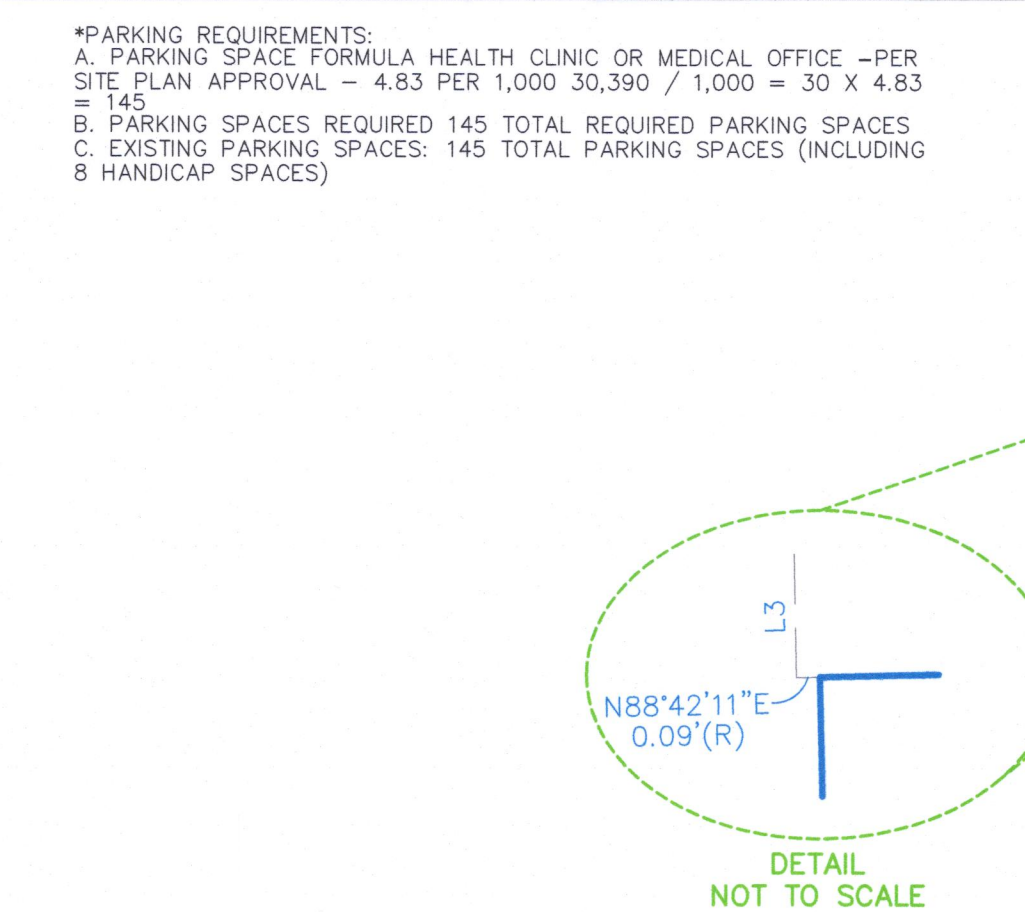 *PARKING REQUIREMENTS:
A. PARKING SPACE FORMULA HEALTH CLINIC OR MEDICAL OFFICE –PER
SITE PLAN APPROVAL – 4.83 PER 1,000 30,390 / 1,000 = 30 X 4.83
= 145
B. PARKING SPACES REQUIRED 145 TOTAL REQUIRED PARKING SPACES
C. EXISTING PARKING SPACES: 145 TOTAL PARKING SPACES (INCLUDING
8 HANDICAP SPACES)
L3
N88°42'11"E
0.09'(R)
DETAIL
NOT TO SCALE